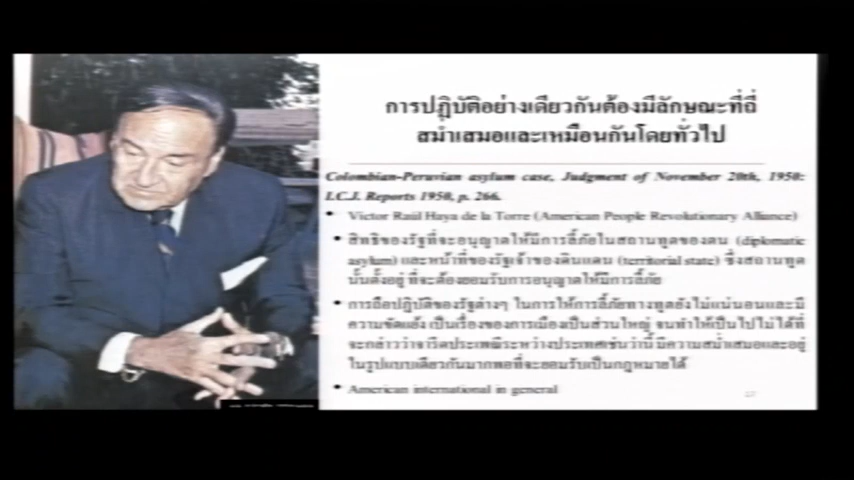 การปฏิบัติอย่างเดียวกันต้องมีลักษณะที่ถี่
สม่ำเสมอและเหมือนกันโดยทั่วไป
Colombian-Peruvian asylum case, Judgment of November 20th, 1950:
I.C.J. Reports 1950, p. 266.
• Victor Raúl Haya de la Torre (American People Revolutionary Alliance)
• สิทธิของรัฐที่จะอนุญาตให้มีการลี้ภัยในสถานทูตของตน (diplomatic
asylum) และหน้าที่ของรัฐเจ้าของดินแดน (territorial state) ซึ่งสถานทูต
นั้นตั้งอยู่ ที่จะต้องยอมรับการอนุญาตให้มีการลี้ภัย
• การถือปฏิบัติของรัฐต่างๆ ในการให้การลี้ภัยทางทูตยังไม่แน่นอนและมี
ความขัดแย้ง เป็นเรื่องของการเมืองเป็นส่วนใหญ่ จนทำให้เป็นไปไม่ได้ที่
จะกล่าวว่าจารีตประเพณีระหว่างประเทศเช่นว่านี้มีความสม่ำเสมอและอยู่
ในรูปแบบเดียวกันมากพอที่จะยอมรับเป็นกฎหมายได้
• American international in general